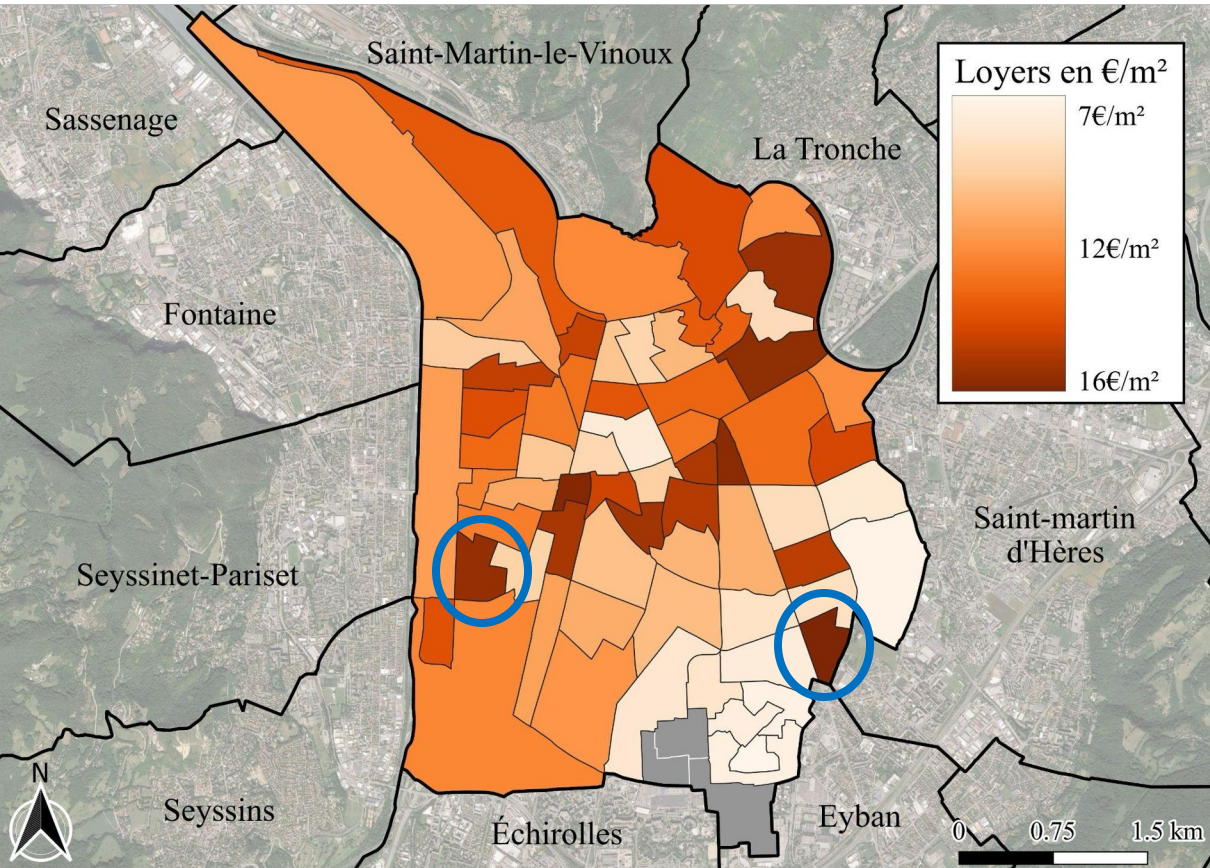 Saint-Martin-le-Vinoux
Loyers en €/m²
7€/m²
12€/m²
16€/m²
Sassenage
La Tronche
Fontaine
Saint-martin
d'Hères
Seyssinet-Pariset
N
Seyssins
Échirolles
Eyban
0 0.75 1.5 km